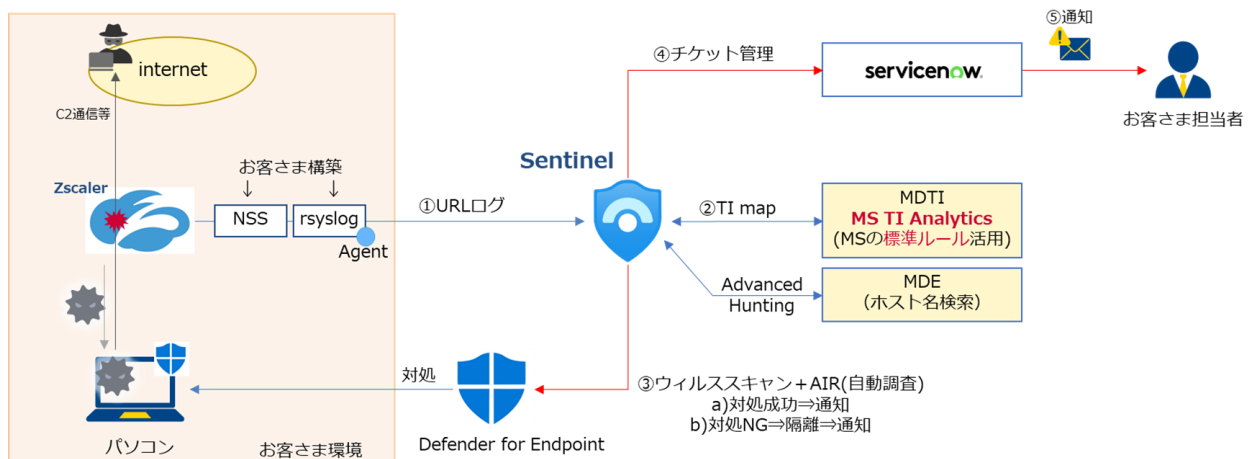 internet
C2通信等
Zscaler
お客さま構築
↓ ↓
NSS
rsyslog
Agent
①URLログ
Sentinel
④チケット管理
servicenow.
⑤通知
お客さま担当者
②TI map
MDTI
MS TI Analytics
(MSの標準ルール活用)
Advanced
Hunting
MDE
(ホスト名検索)
対処
Defender for Endpoint
③ウィルススキャン+AIR(自動調査)
a)対処成功⇒通知
b)対処NG⇒隔離⇒通知
パソコン
お客さま環境